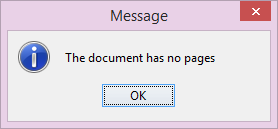 Message
The document has no pages
OK